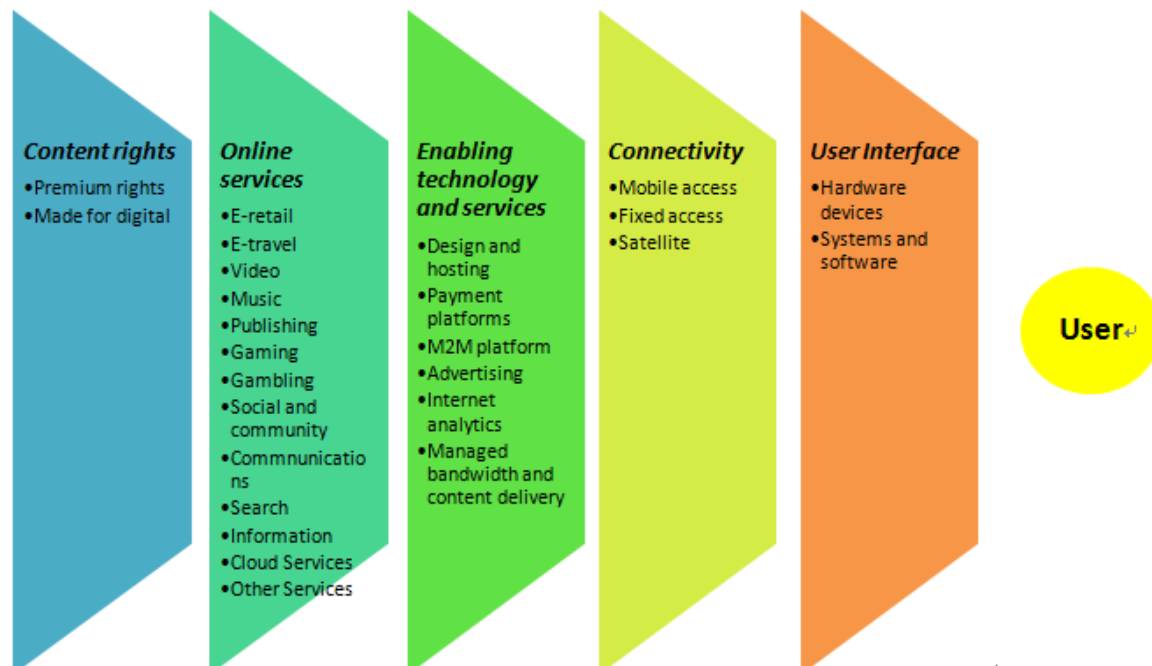 Content rights
•Premium rights
•Made for digital
Online
services
•E-retail
•E-travel
•Video
•Music
•Publishing
•Gaming
•Gambling
•Social and
community
•Commnunicatio
ns
•Search
•Information
•Cloud Services
•Other Services
Enabling
technology
and services
•Design and
hosting
•Payment
platforms
•M2M platform
•Advertising
•Internet
analytics
•Managed
bandwidth and
content delivery
Connectivity
•Mobile access
•Fixed access
•Satellite
User Interface
•Hardware
devices
•Systems and
software
User↵